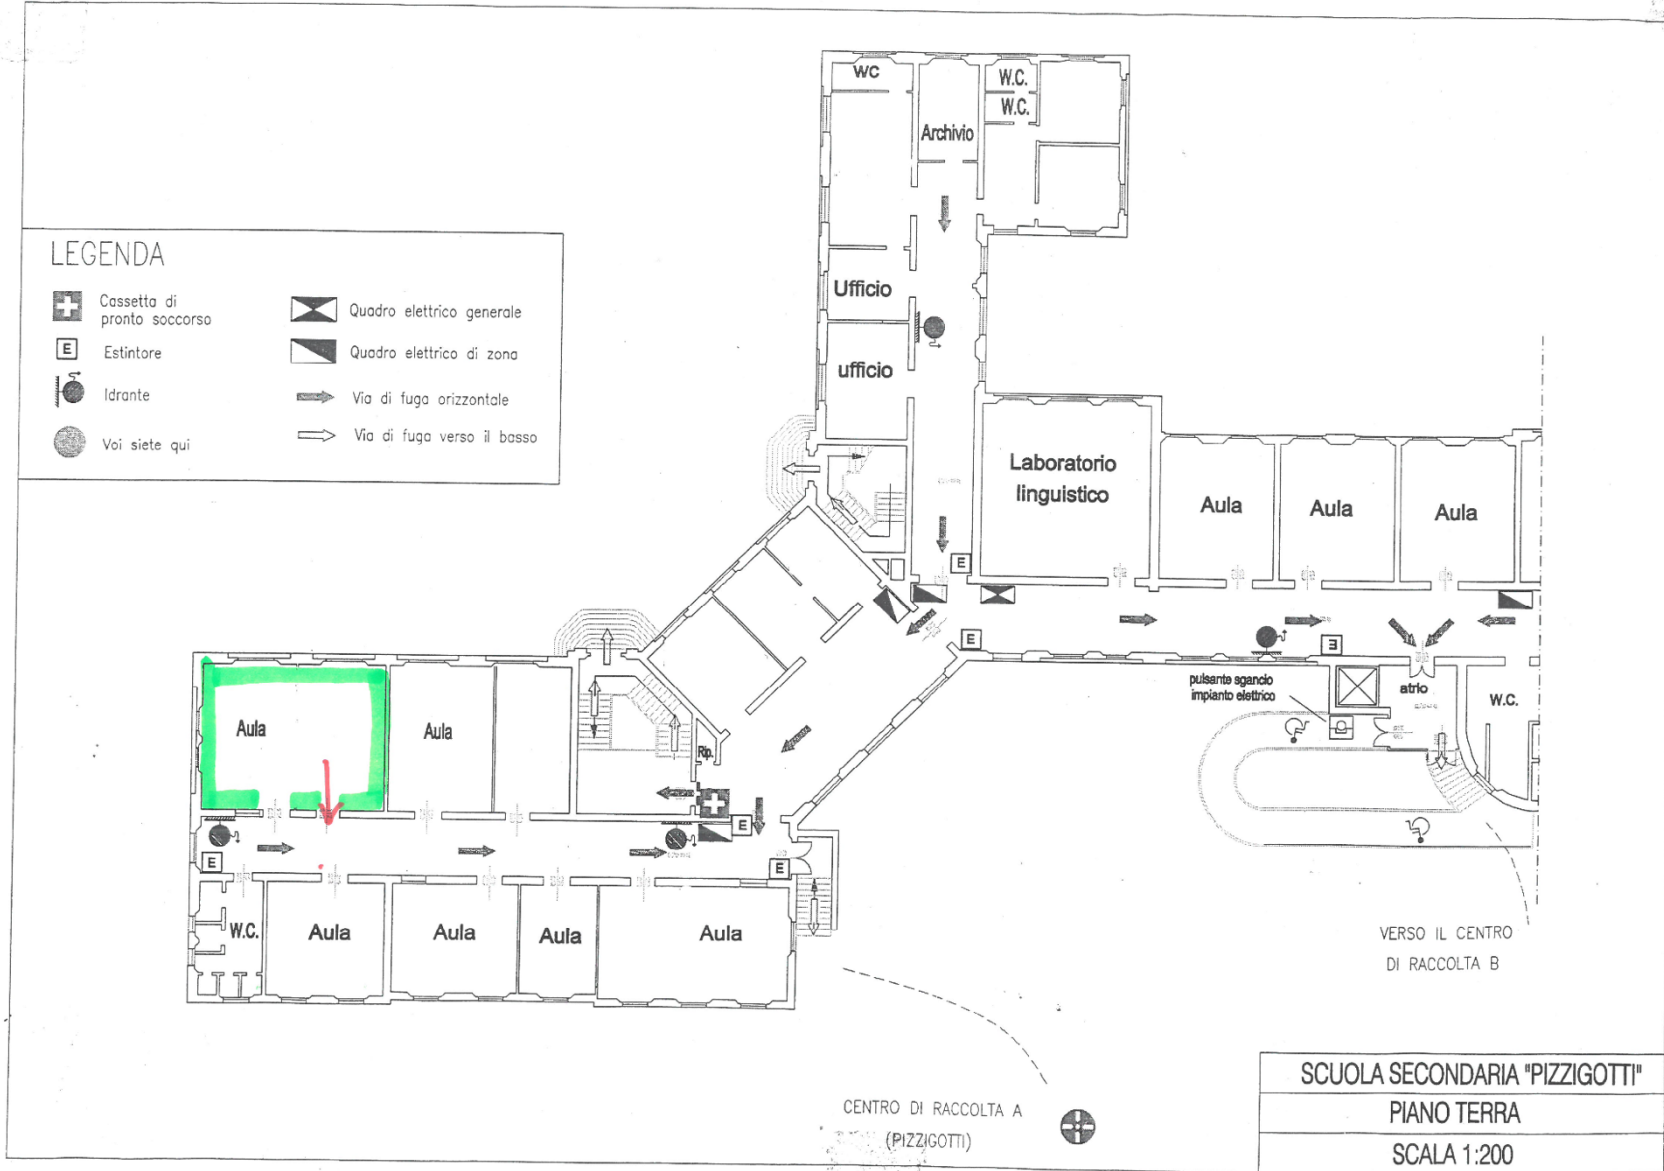 WC
W.C.
W.C.
Archivio
LEGENDA
Cassetta di
pronto soccorso
Quadro elettrico generale
E
Estintore
Quadro elettrico di zona
Idrante
Via di fuga orizzontale
Voi siete qui
Via di fuga verso il basso
Ufficio
ufficio
Laboratorio
linguistico
Aula
Aula
Aula
E
E
E
pulsante sgancio
impianto elettrico
atrio
W.C.
Aula
Aula
Rip.
E
E
E
W.C.
Aula
Aula
Aula
Aula
VERSO IL CENTRO
DI RACCOLTA B
CENTRO DI RACCOLTA A
(PIZZIGOTTI)
SCUOLA SECONDARIA "PIZZIGOTTI"
PIANO TERRA
SCALA 1:200